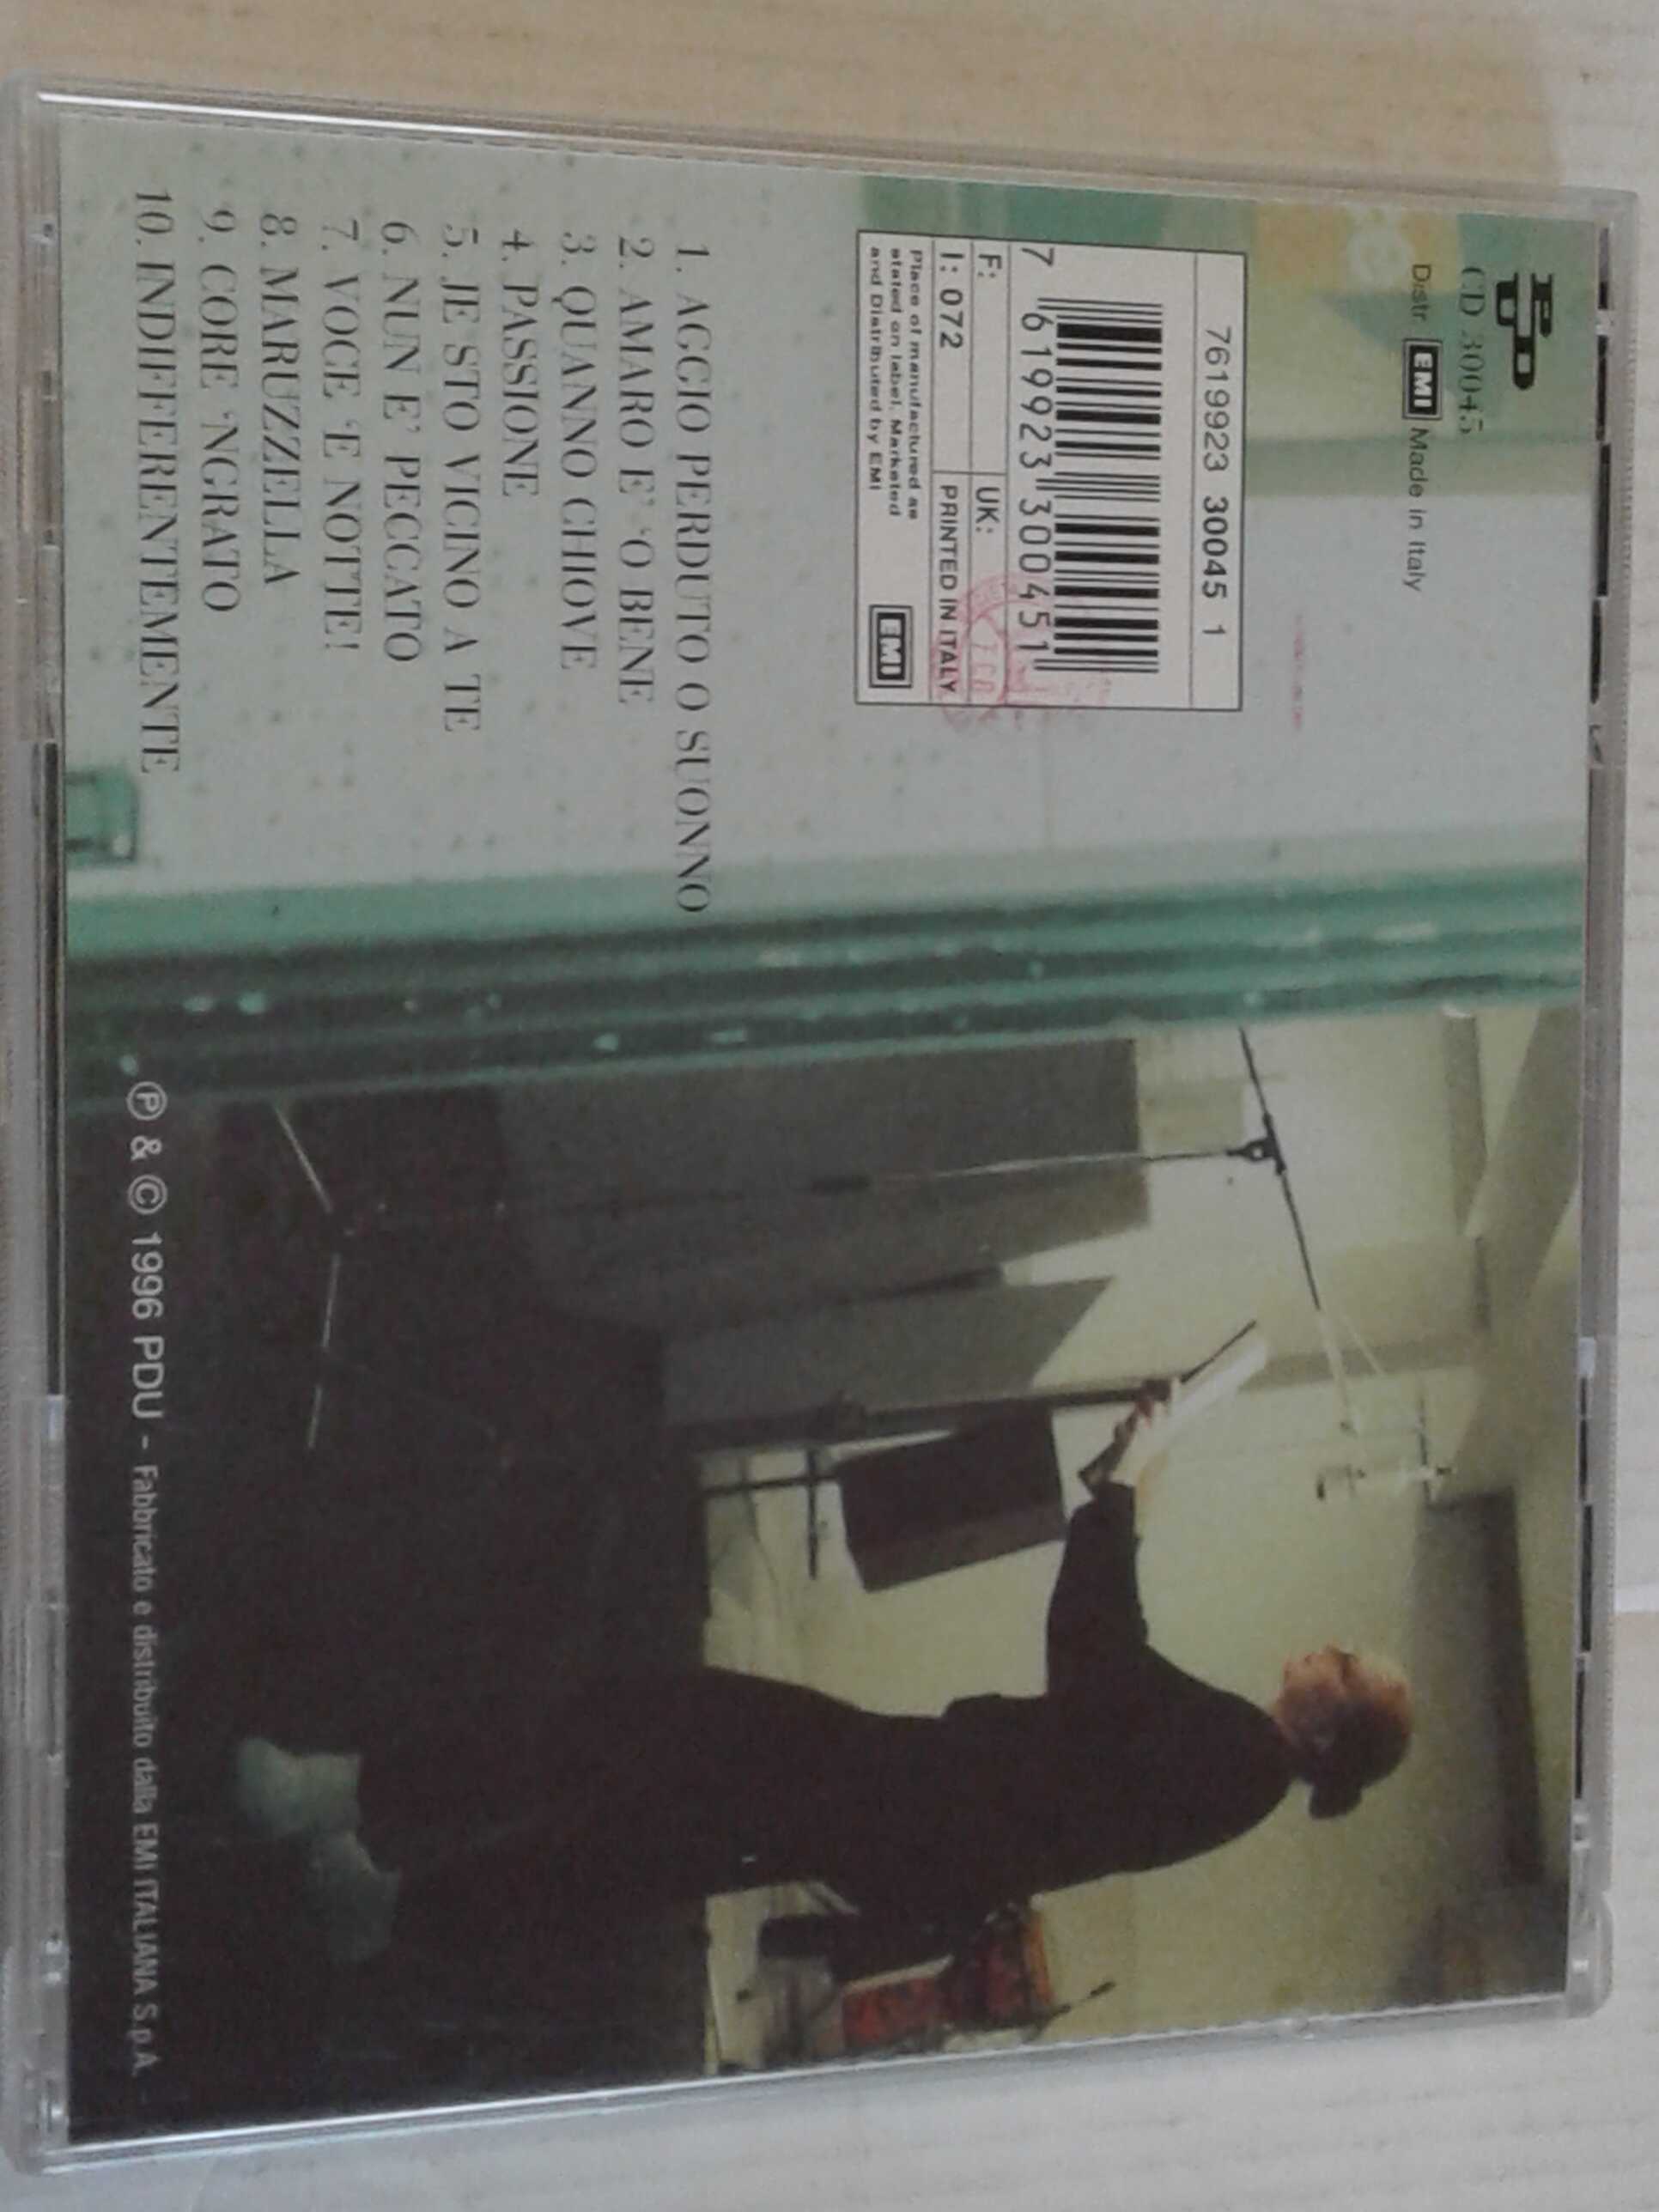 PDU
CD 30045
Distr. EMI Made in Italy
7619923 30045 1
7 619923 300451
F:
UK:
I: 072
PRINTED IN ITALY
Place of manufactured as
stated on label. Marketed
and Distributed by EMI
EMI
1. AGGIO PERDUTO O SUONNO
2. AMARO E' 'O BENE
3. QUANNO CHIOVE
4. PASSIONE
5. JE STO VICINO A TE
6. NUN E' PECCATO
7. VOCE 'E NOTTE!
8. MARUZZELLA
9. CORE 'NGRATO
10. INDIFFERENTEMENTE
Ⓟ & © 1996 PDU - Fabbricato e distribuito dalla EMI ITALIANA S.p.A.